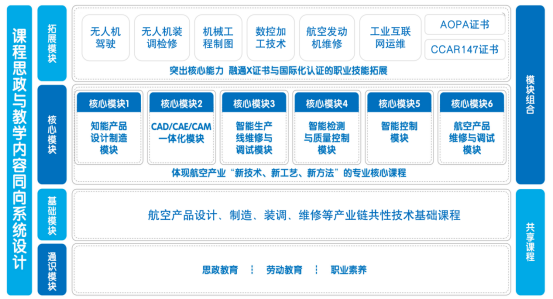 课程思政与教学内容同向系统设计
拓展模块
无人机
驾驶
无人机装
调检修
机械工
程制图
数控加
工技术
航空发动
机维修
工业互联
网运维
AOPA证书
CCAR147证书
突出核心能力 融通X证书与国际化认证的职业技能拓展
核心模块
核心模块1
知能产品
设计制造
模块
核心模块2
CAD/CAE/CAM
一体化模块
核心模块3
智能生产
线维修与
调试模块
核心模块4
智能检测
与质量控制
模块
核心模块5
智能控制
模块
核心模块6
航空产品
维修与调试
模块
体现航空产业“新技术、新工艺、新方法”的专业核心课程
模块组合
基础模块
航空产品设计、制造、装调、维修等产业链共性技术基础课程
通识模块
思政教育 ┊ 劳动教育 ┊ 职业素养
共享课程